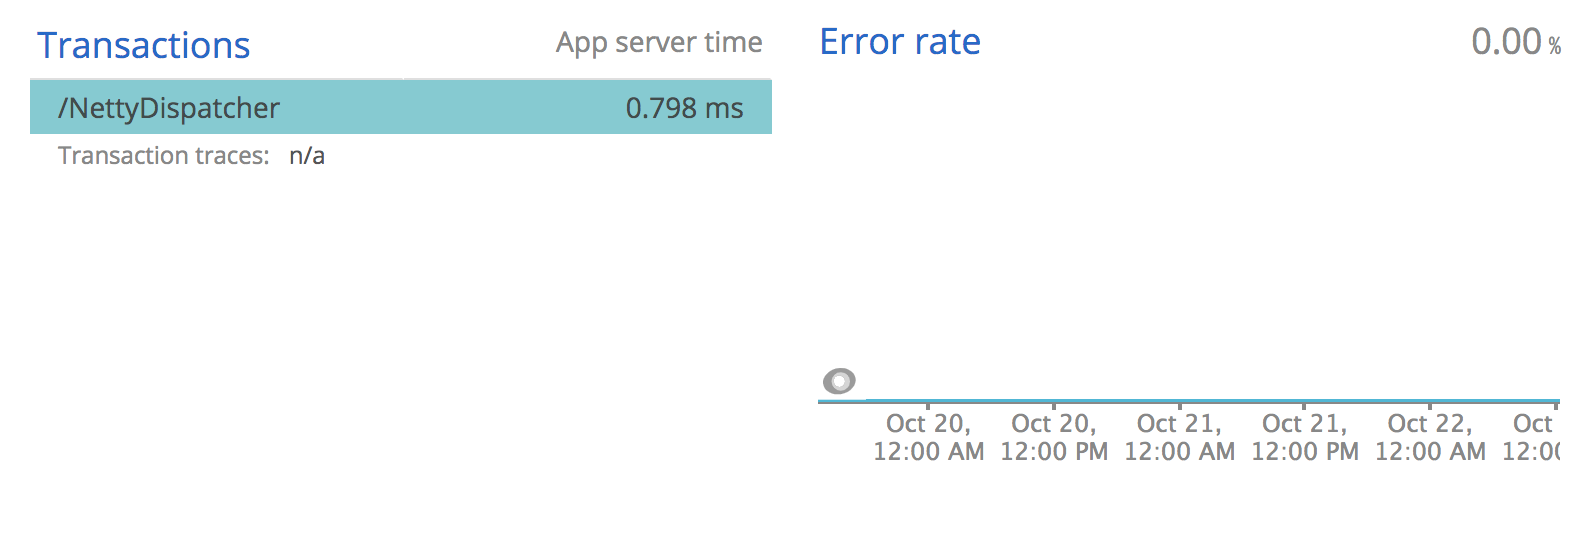 Transactions App server time
/NettyDispatcher 0.798 ms
Transaction traces: n/a
Error rate 0.00 %
Oct 20, Oct 20, Oct 21, Oct 21, Oct 22, Oct
12:00 AM 12:00 PM 12:00 AM 12:00 PM 12:00 AM 12:00